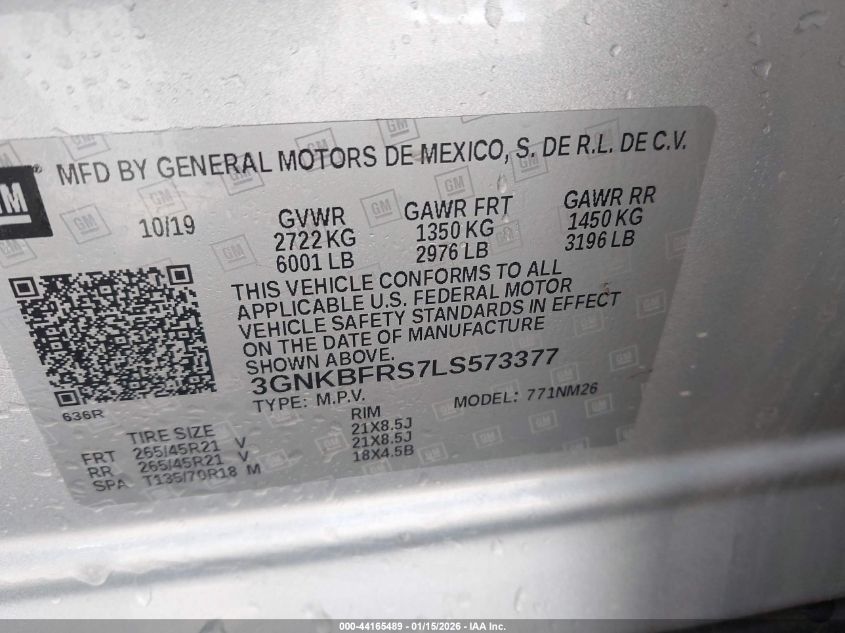 GM
MFD BY GENERAL MOTORS DE MEXICO, S. DE R.L. DE C.V.
10/19
GVWR
2722 KG
6001 LB
GAWR FRT
1350 KG
2976 LB
GAWR RR
1450 KG
3196 LB
THIS VEHICLE CONFORMS TO ALL
APPLICABLE U.S. FEDERAL MOTOR
VEHICLE SAFETY STANDARDS IN EFFECT
ON THE DATE OF MANUFACTURE
SHOWN ABOVE.
3GNKBFRS7LS573377
TYPE: M.P.V. MODEL: 771NM26
636R
TIRE SIZE RIM
FRT 265/45R21 V 21X8.5J
RR 265/45R21 V 21X8.5J
SPA T135/70R18 M 18X4.5B
000-44165489 - 01/15/2026 - IAA Inc.